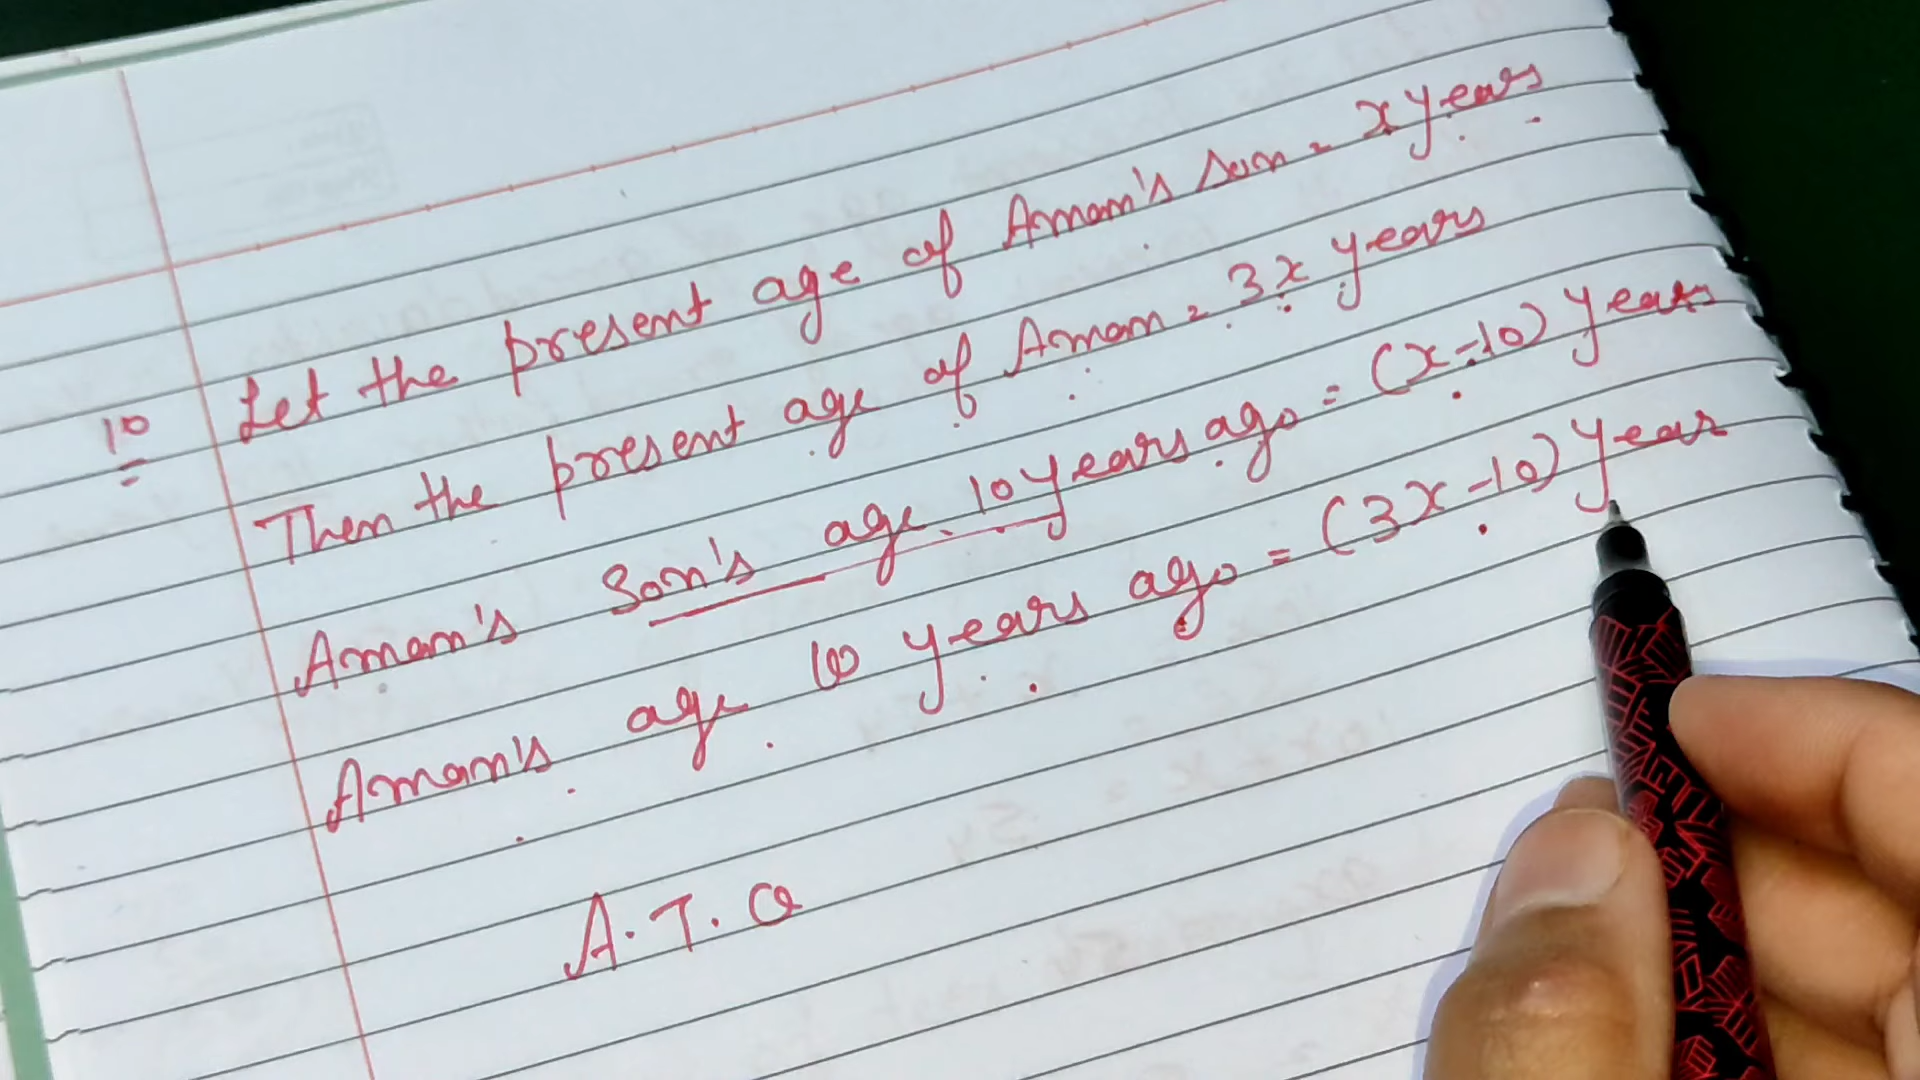 10 Let the present age of Aman's son = x years
Then the present age of Aman = 3x years
Aman's Son's age 10 years ago = (x-10) years
Aman's age 10 years ago = (3x-10) years
A.T.Q